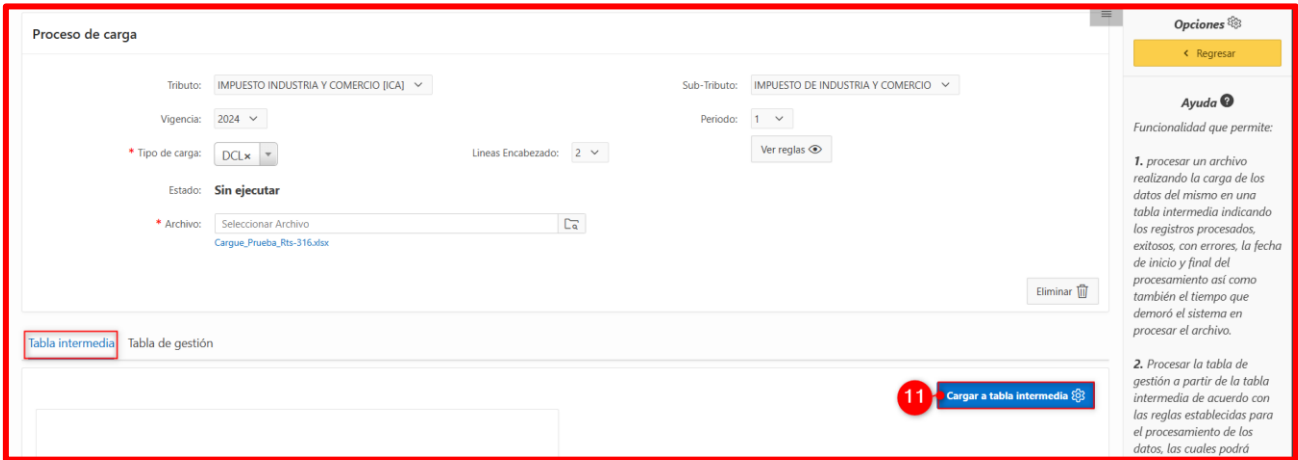 Proceso de carga
Tributo: IMPUESTO INDUSTRIA Y COMERCIO [ICA]
Sub-Tributo: IMPUESTO DE INDUSTRIA Y COMERCIO
Vigencia: 2024
Periodo: 1
* Tipo de carga: DCL×
Lineas Encabezado: 2
Ver reglas
Estado: Sin ejecutar
* Archivo: Seleccionar Archivo
Cargue_Prueba_Rts-316.xlsx
Eliminar
Tabla intermedia Tabla de gestión
11 Cargar a tabla intermedia
Opciones
< Regresar
Ayuda ?
Funcionalidad que permite:
1. procesar un archivo
realizando la carga de los
datos del mismo en una
tabla intermedia indicando
los registros procesados,
exitosos, con errores, la fecha
de inicio y final del
procesamiento así como
también el tiempo que
demoró el sistema en
procesar el archivo.
2. Procesar la tabla de
gestión a partir de la tabla
intermedia de acuerdo con
las reglas establecidas para
el procesamiento de los
datos, las cuales podrá